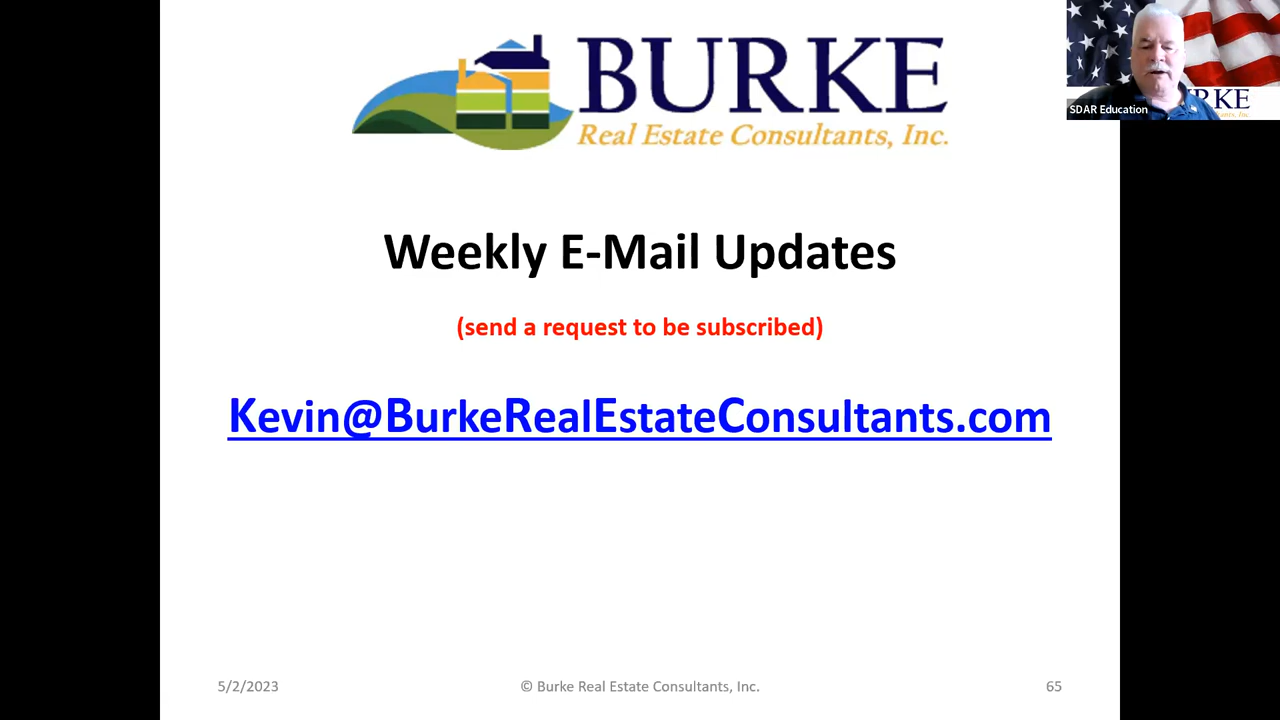 BURKE
Real Estate Consultants, Inc.
SDAR Education
RKE
Weekly E-Mail Updates
(send a request to be subscribed)
Kevin@BurkeRealEstateConsultants.com
5/2/2023
© Burke Real Estate Consultants, Inc.
65